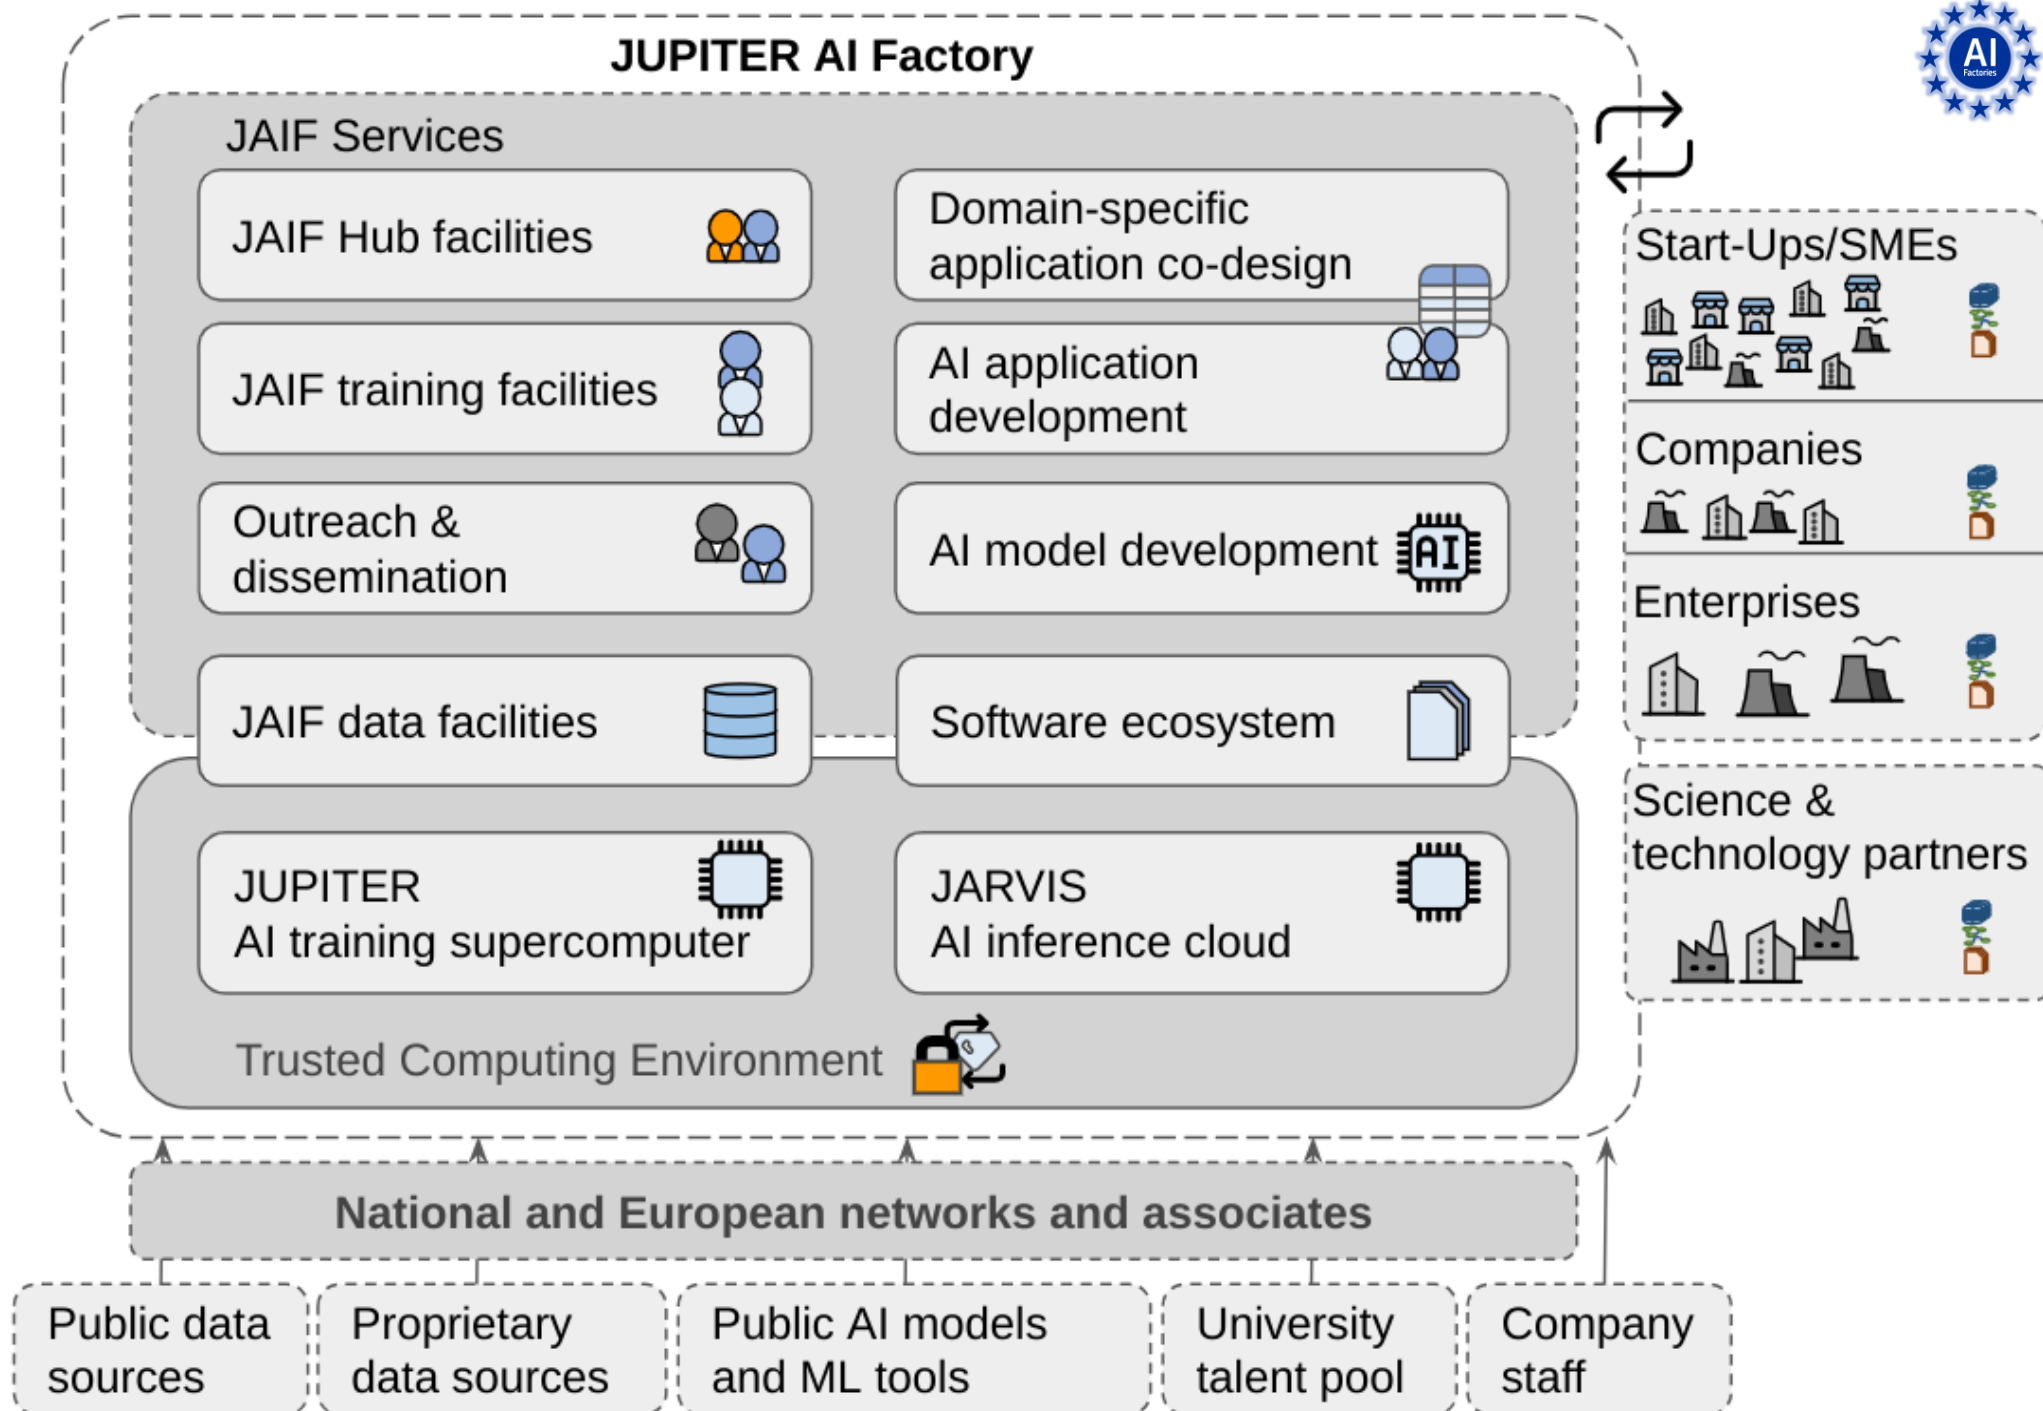 JUPITER AI Factory
AI
Factories
JAIF Services
JAIF Hub facilities
Domain-specific
application co-design
JAIF training facilities
AI application
development
Outreach &
dissemination
AI model development
AI
JAIF data facilities
Software ecosystem
JUPITER
AI training supercomputer
JARVIS
AI inference cloud
Trusted Computing Environment
Start-Ups/SMEs
Companies
Enterprises
Science &
technology partners
National and European networks and associates
Public data
sources
Proprietary
data sources
Public AI models
and ML tools
University
talent pool
Company
staff